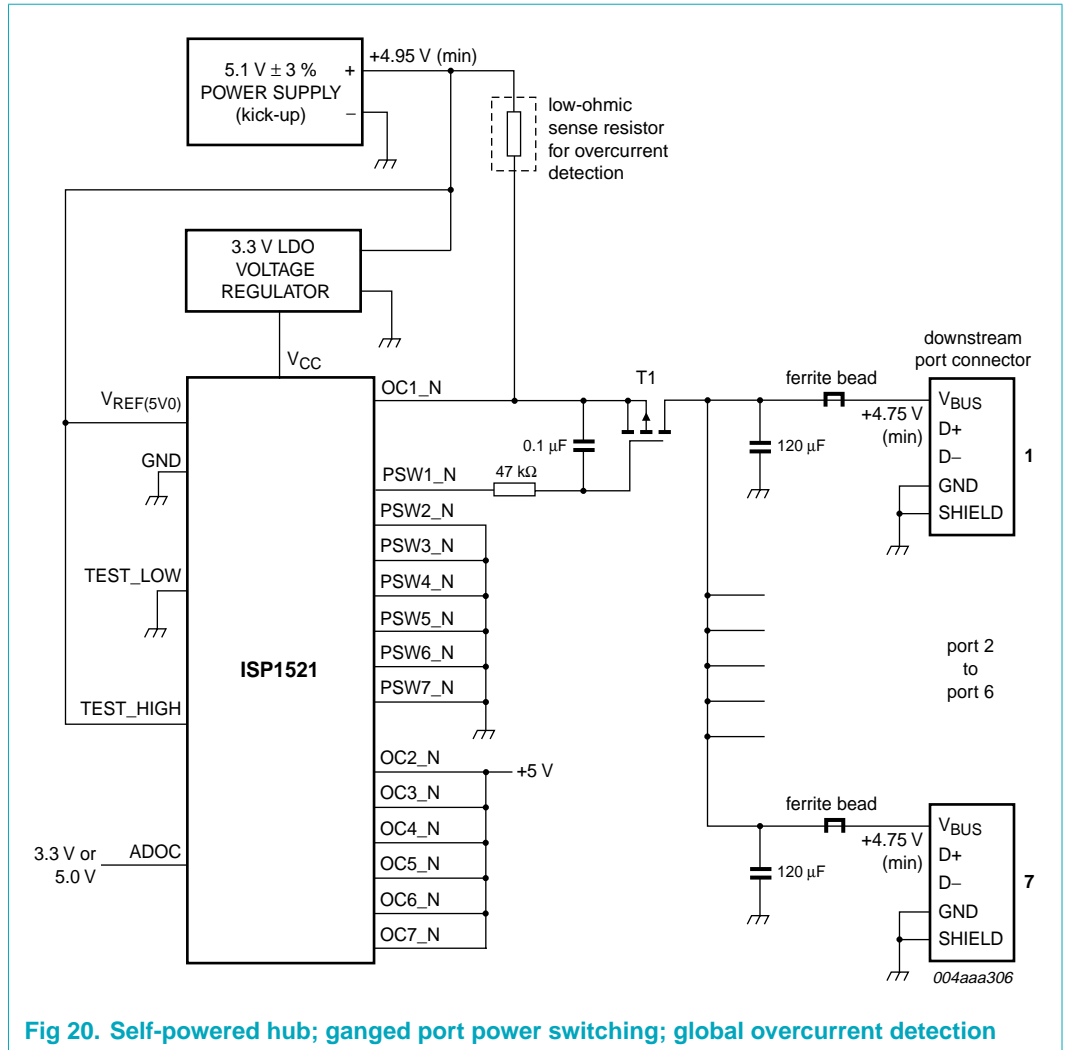 5.1 V ± 3 %
POWER SUPPLY
(kick-up)
+
−
+4.95 V (min)
low-ohmic
sense resistor
for overcurrent
detection
3.3 V LDO
VOLTAGE
REGULATOR
VCC
VREF(5V0)
GND
TEST_LOW
TEST_HIGH
3.3 V or
5.0 V
ADOC
ISP1521
OC1_N
PSW1_N
PSW2_N
PSW3_N
PSW4_N
PSW5_N
PSW6_N
PSW7_N
OC2_N
OC3_N
OC4_N
OC5_N
OC6_N
OC7_N
+5 V
0.1 μF
47 kΩ
T1
120 μF
ferrite bead
+4.75 V
(min)
downstream
port connector
VBUS
D+
D−
GND
SHIELD
1
port 2
to
port 6
ferrite bead
120 μF
+4.75 V
(min)
VBUS
D+
D−
GND
SHIELD
7
004aaa306
Fig 20. Self-powered hub; ganged port power switching; global overcurrent detection